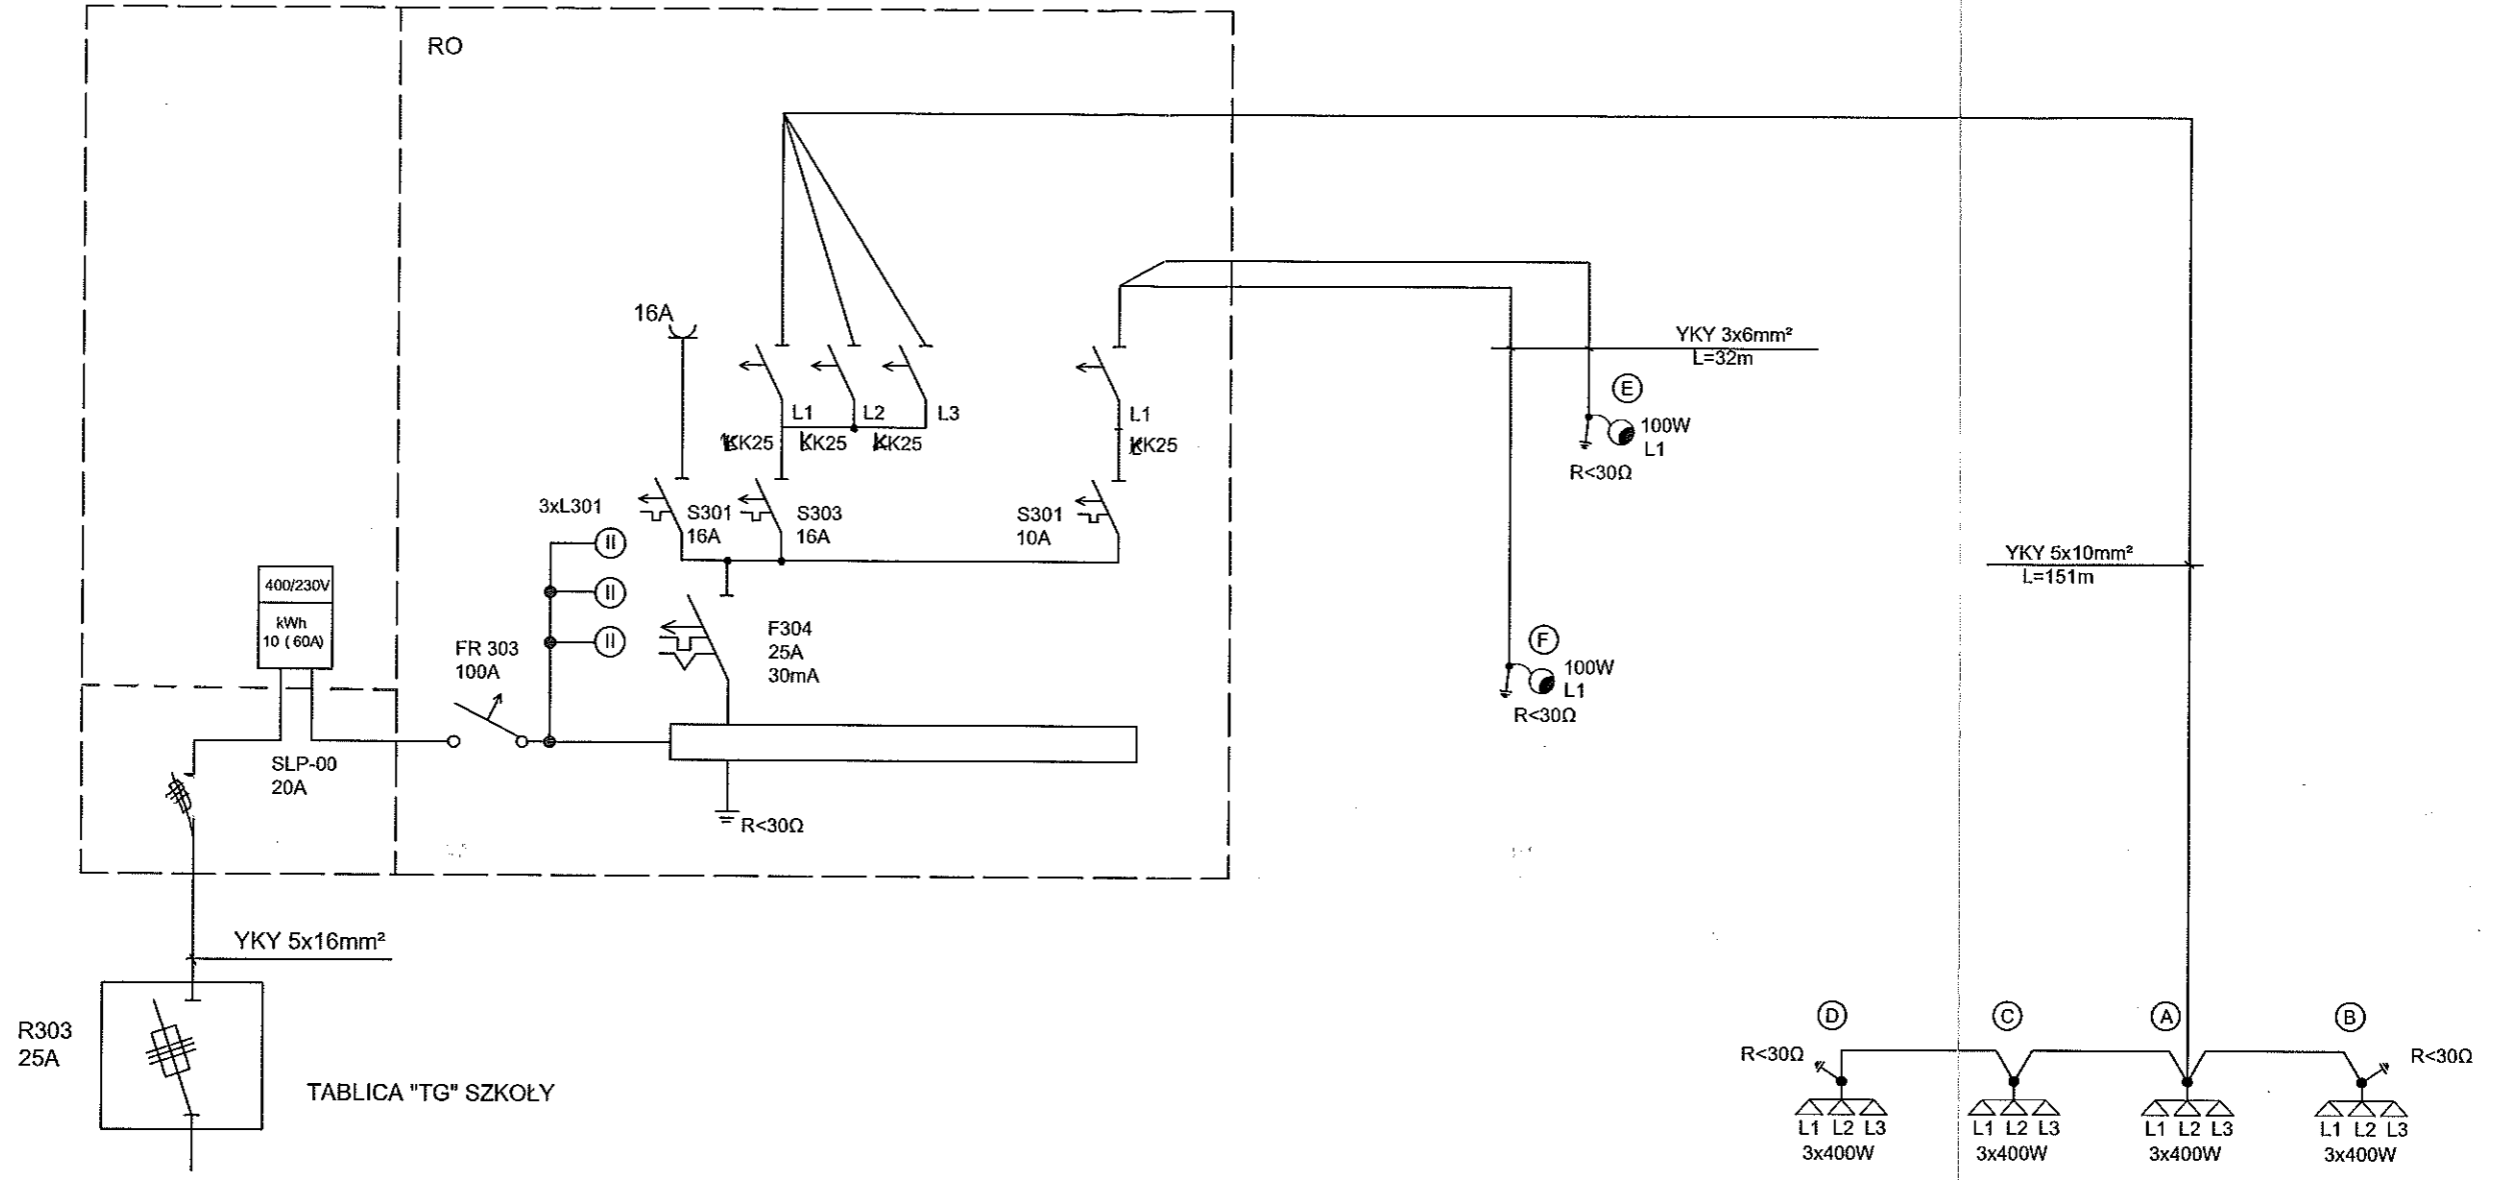 RO
16A
L1
L2
L3
L1
KK25
KK25
KK25
KK25
3xL301
S301
16A
S303
16A
S301
10A
400/230V
kWh
10 ( 60A)
FR 303
100A
F304
25A
30mA
SLP-00
20A
R<30Ω
YKY 3x6mm²
L=32m
E
100W
L1
R<30Ω
YKY 5x10mm²
L=151m
F
100W
L1
R<30Ω
YKY 5x16mm²
R303
25A
TABLICA "TG" SZKOŁY
D
C
A
B
R<30Ω
R<30Ω
L1 L2 L3
3x400W
L1 L2 L3
3x400W
L1 L2 L3
3x400W
L1 L2 L3
3x400W